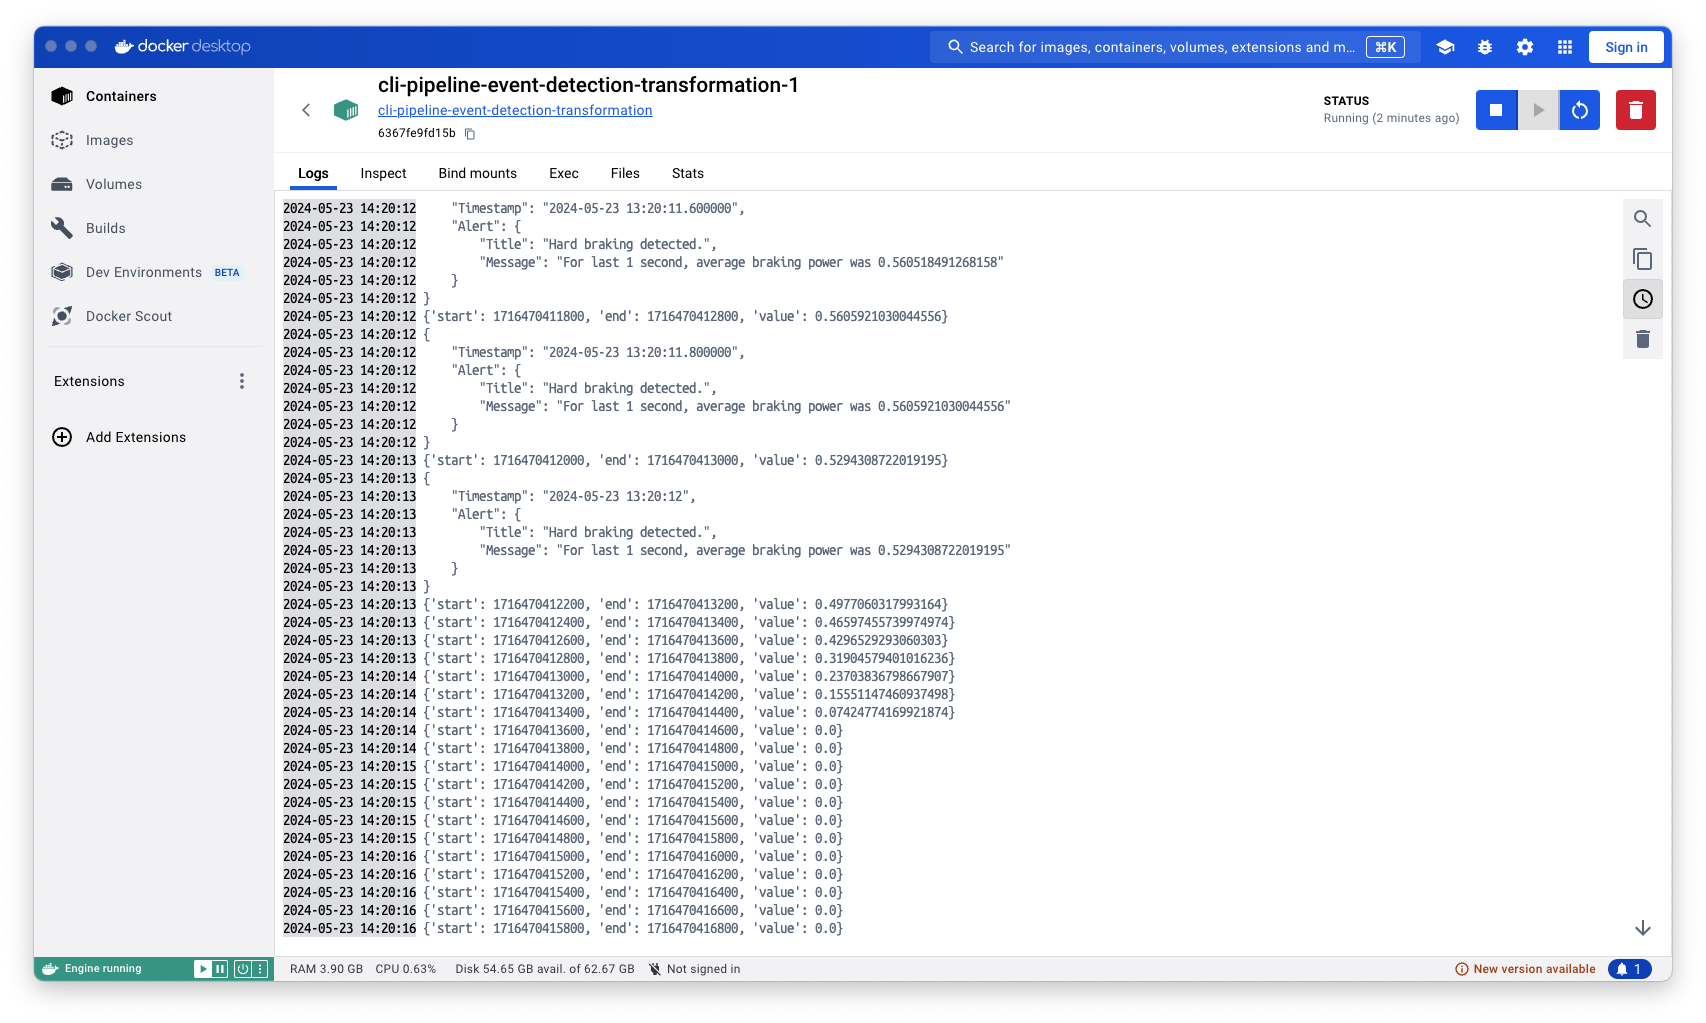 docker desktop
Search for images, containers, volumes, extensions and m... ⌘K
Sign in
Containers
Images
Volumes
Builds
Dev Environments BETA
Docker Scout
Extensions
Add Extensions
cli-pipeline-event-detection-transformation-1
cli-pipeline-event-detection-transformation
6367fe9fd15b
STATUS
Running (2 minutes ago)
Logs Inspect Bind mounts Exec Files Stats
2024-05-23 14:20:12     "Timestamp": "2024-05-23 13:20:11.600000",
2024-05-23 14:20:12     "Alert": {
2024-05-23 14:20:12         "Title": "Hard braking detected.",
2024-05-23 14:20:12         "Message": "For last 1 second, average braking power was 0.560518491268158"
2024-05-23 14:20:12     }
2024-05-23 14:20:12 }
2024-05-23 14:20:12 {'start': 1716470411800, 'end': 1716470412800, 'value': 0.5605921030044556}
2024-05-23 14:20:12 {
2024-05-23 14:20:12     "Timestamp": "2024-05-23 13:20:11.800000",
2024-05-23 14:20:12     "Alert": {
2024-05-23 14:20:12         "Title": "Hard braking detected.",
2024-05-23 14:20:12         "Message": "For last 1 second, average braking power was 0.5605921030044556"
2024-05-23 14:20:12     }
2024-05-23 14:20:12 }
2024-05-23 14:20:13 {'start': 1716470412000, 'end': 1716470413000, 'value': 0.5294308722019195}
2024-05-23 14:20:13 {
2024-05-23 14:20:13     "Timestamp": "2024-05-23 13:20:12",
2024-05-23 14:20:13     "Alert": {
2024-05-23 14:20:13         "Title": "Hard braking detected.",
2024-05-23 14:20:13         "Message": "For last 1 second, average braking power was 0.5294308722019195"
2024-05-23 14:20:13     }
2024-05-23 14:20:13 }
2024-05-23 14:20:13 {'start': 1716470412200, 'end': 1716470413200, 'value': 0.4977060317993164}
2024-05-23 14:20:13 {'start': 1716470412400, 'end': 1716470413400, 'value': 0.46597455739974974}
2024-05-23 14:20:13 {'start': 1716470412600, 'end': 1716470413600, 'value': 0.4296529293060303}
2024-05-23 14:20:13 {'start': 1716470412800, 'end': 1716470413800, 'value': 0.31904579401016236}
2024-05-23 14:20:14 {'start': 1716470413000, 'end': 1716470414000, 'value': 0.23703836798667907}
2024-05-23 14:20:14 {'start': 1716470413200, 'end': 1716470414200, 'value': 0.15551147460937498}
2024-05-23 14:20:14 {'start': 1716470413400, 'end': 1716470414400, 'value': 0.07424774169921874}
2024-05-23 14:20:14 {'start': 1716470413600, 'end': 1716470414600, 'value': 0.0}
2024-05-23 14:20:14 {'start': 1716470413800, 'end': 1716470414800, 'value': 0.0}
2024-05-23 14:20:15 {'start': 1716470414000, 'end': 1716470415000, 'value': 0.0}
2024-05-23 14:20:15 {'start': 1716470414200, 'end': 1716470415200, 'value': 0.0}
2024-05-23 14:20:15 {'start': 1716470414400, 'end': 1716470415400, 'value': 0.0}
2024-05-23 14:20:15 {'start': 1716470414600, 'end': 1716470415600, 'value': 0.0}
2024-05-23 14:20:15 {'start': 1716470414800, 'end': 1716470415800, 'value': 0.0}
2024-05-23 14:20:16 {'start': 1716470415000, 'end': 1716470416000, 'value': 0.0}
2024-05-23 14:20:16 {'start': 1716470415200, 'end': 1716470416200, 'value': 0.0}
2024-05-23 14:20:16 {'start': 1716470415400, 'end': 1716470416400, 'value': 0.0}
2024-05-23 14:20:16 {'start': 1716470415600, 'end': 1716470416600, 'value': 0.0}
2024-05-23 14:20:16 {'start': 1716470415800, 'end': 1716470416800, 'value': 0.0}
Engine running
RAM 3.90 GB CPU 0.63% Disk 54.65 GB avail. of 62.67 GB Not signed in
New version available
1